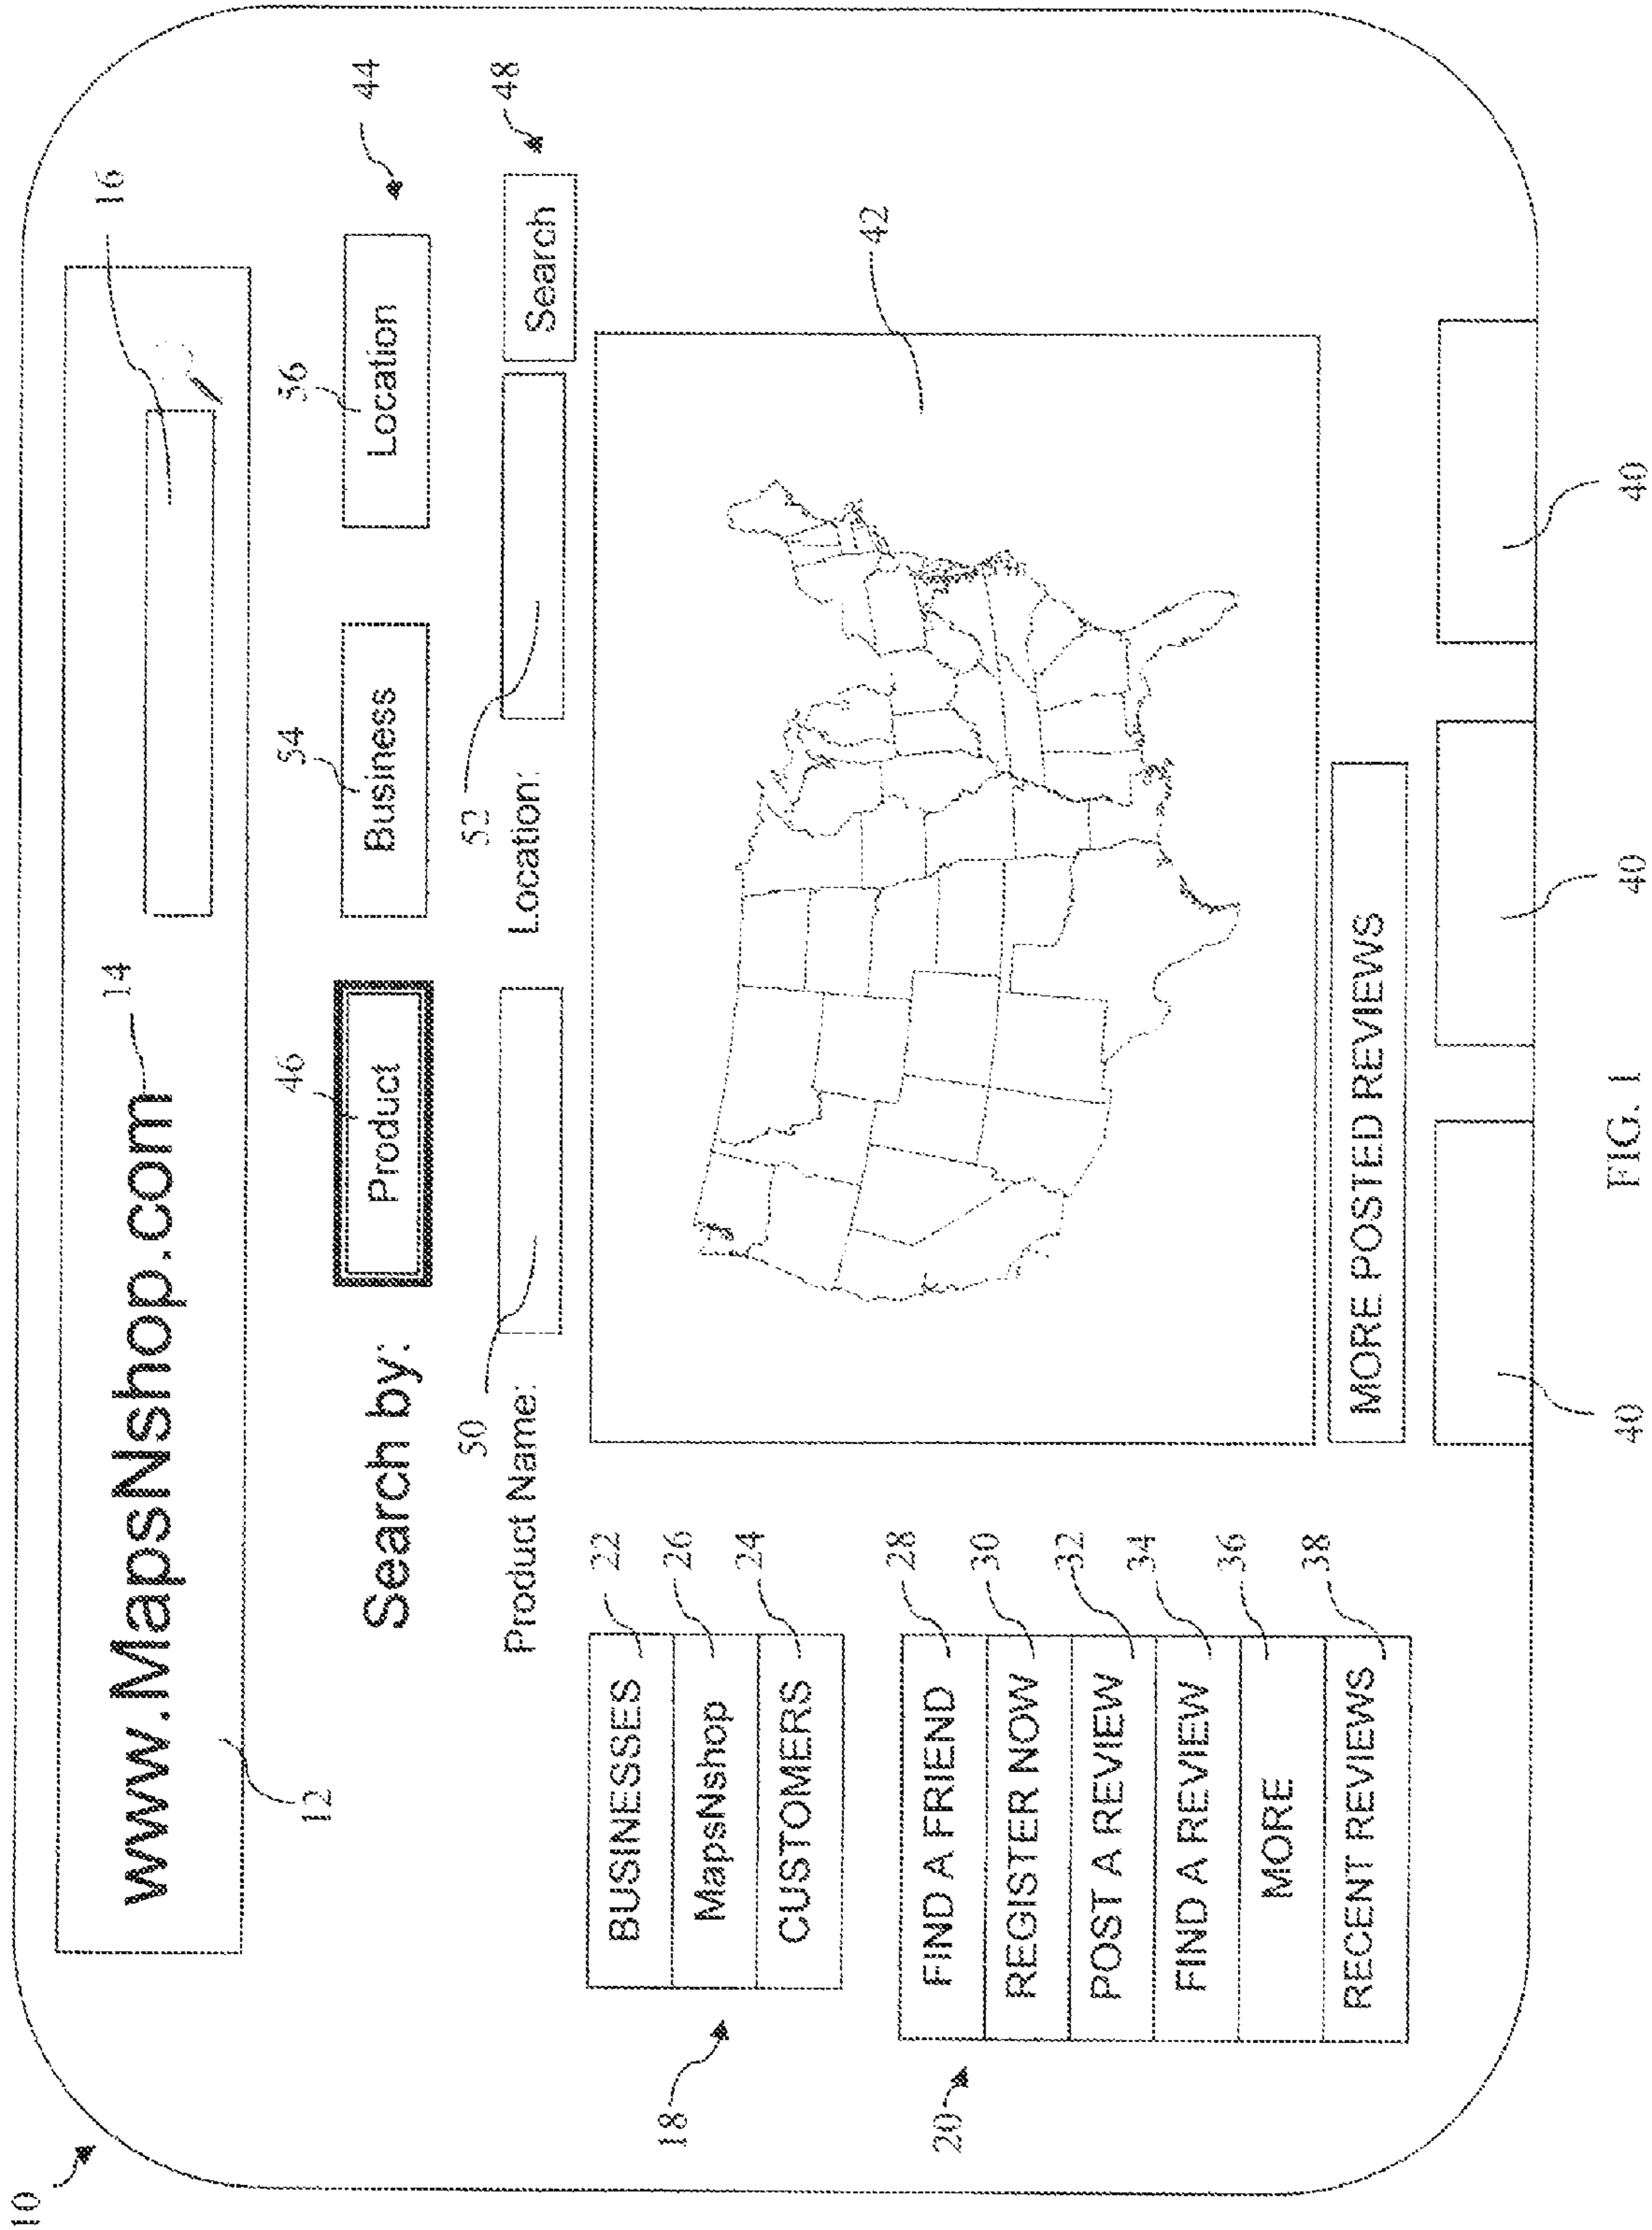 10
www.MapsNshop.com 14 16
12
Search by: 46 Product 54 Business 56 Location 44
Product Name: 50 Location: 52 Search 48
BUSINESSES 22
MapsNshop 26
CUSTOMERS 24
18
42
FIND A FRIEND 28
REGISTER NOW 30
POST A REVIEW 32
FIND A REVIEW 34
MORE 36
RECENT REVIEWS 38
20
MORE POSTED REVIEWS
40 40 40
FIG. 1